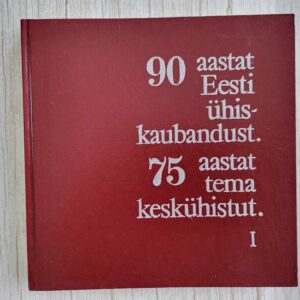 90 aastat
Eesti
ühis-
kaubandust.
75 aastat
tema
keskühistut.
I